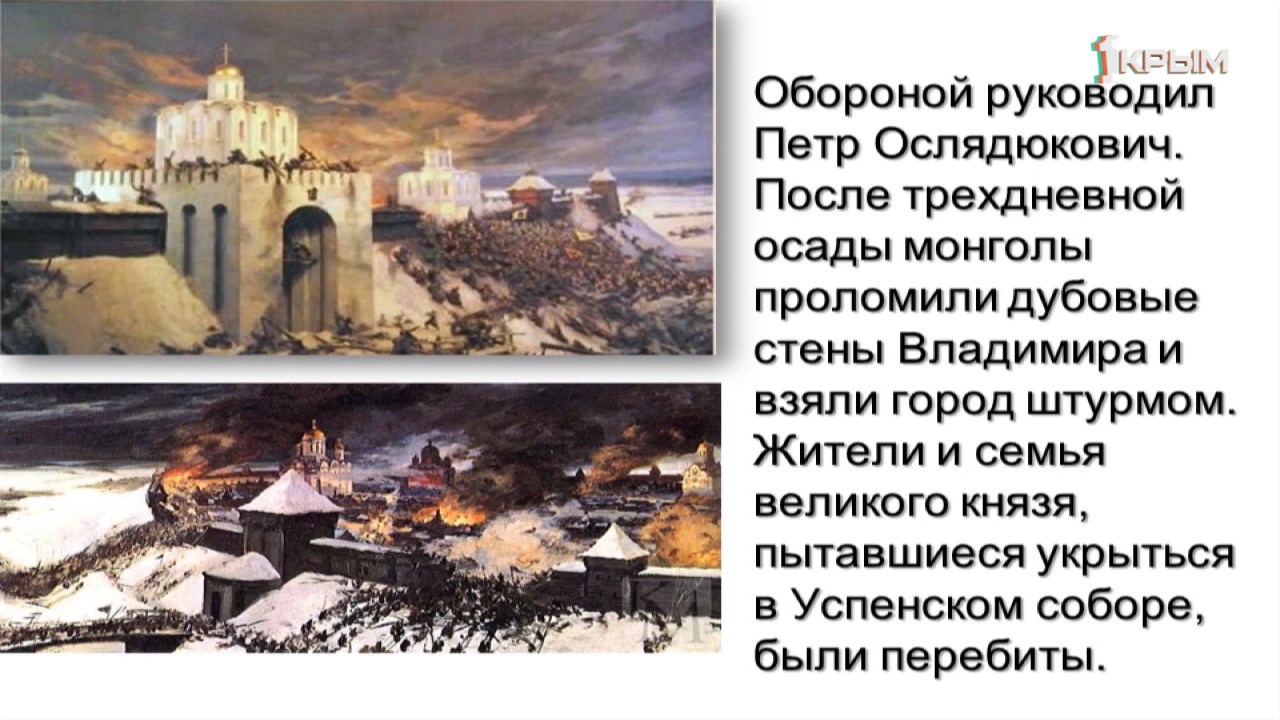 1КРЫМ
Обороной руководил
Петр Ослядюкович.
После трехдневной
осады монголы
проломили дубовые
стены Владимира и
взяли город штурмом.
Жители и семья
великого князя,
пытавшиеся укрыться
в Успенском соборе,
были перебиты.